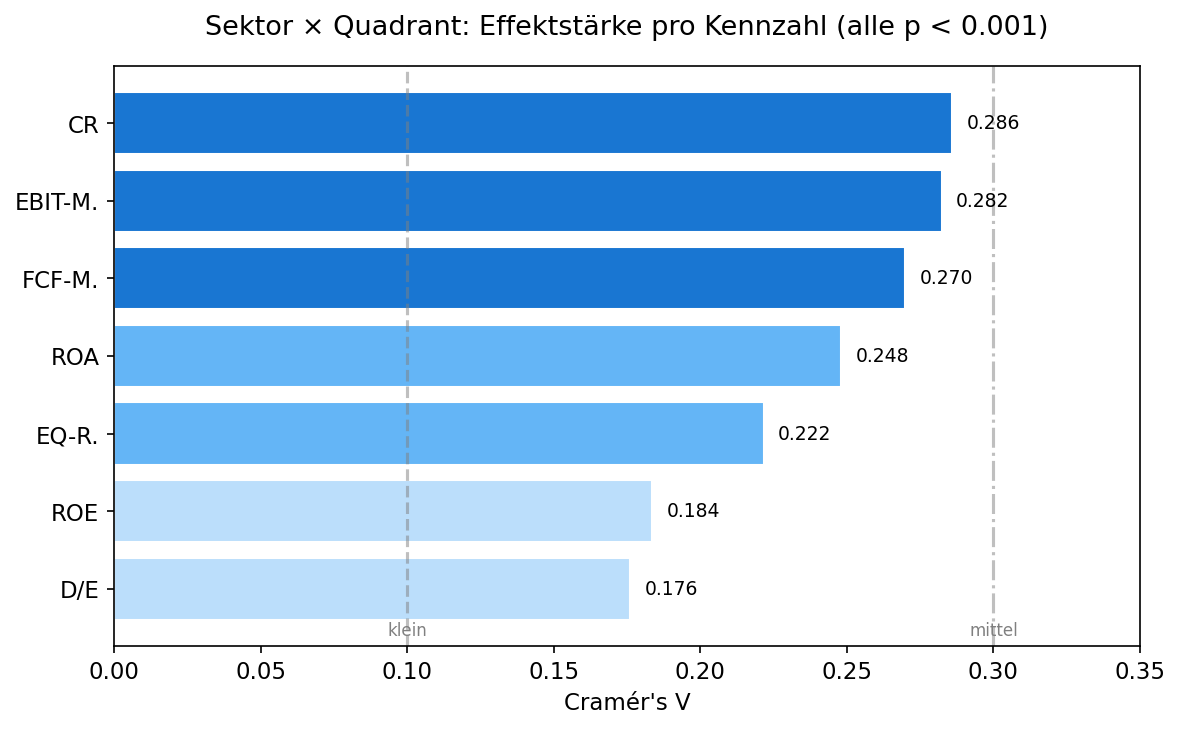 Sektor × Quadrant: Effektstärke pro Kennzahl (alle p < 0.001)
CR 0.286
EBIT-M. 0.282
FCF-M. 0.270
ROA 0.248
EQ-R. 0.222
ROE 0.184
D/E 0.176
klein mittel
0.00 0.05 0.10 0.15 0.20 0.25 0.30 0.35
Cramér's V